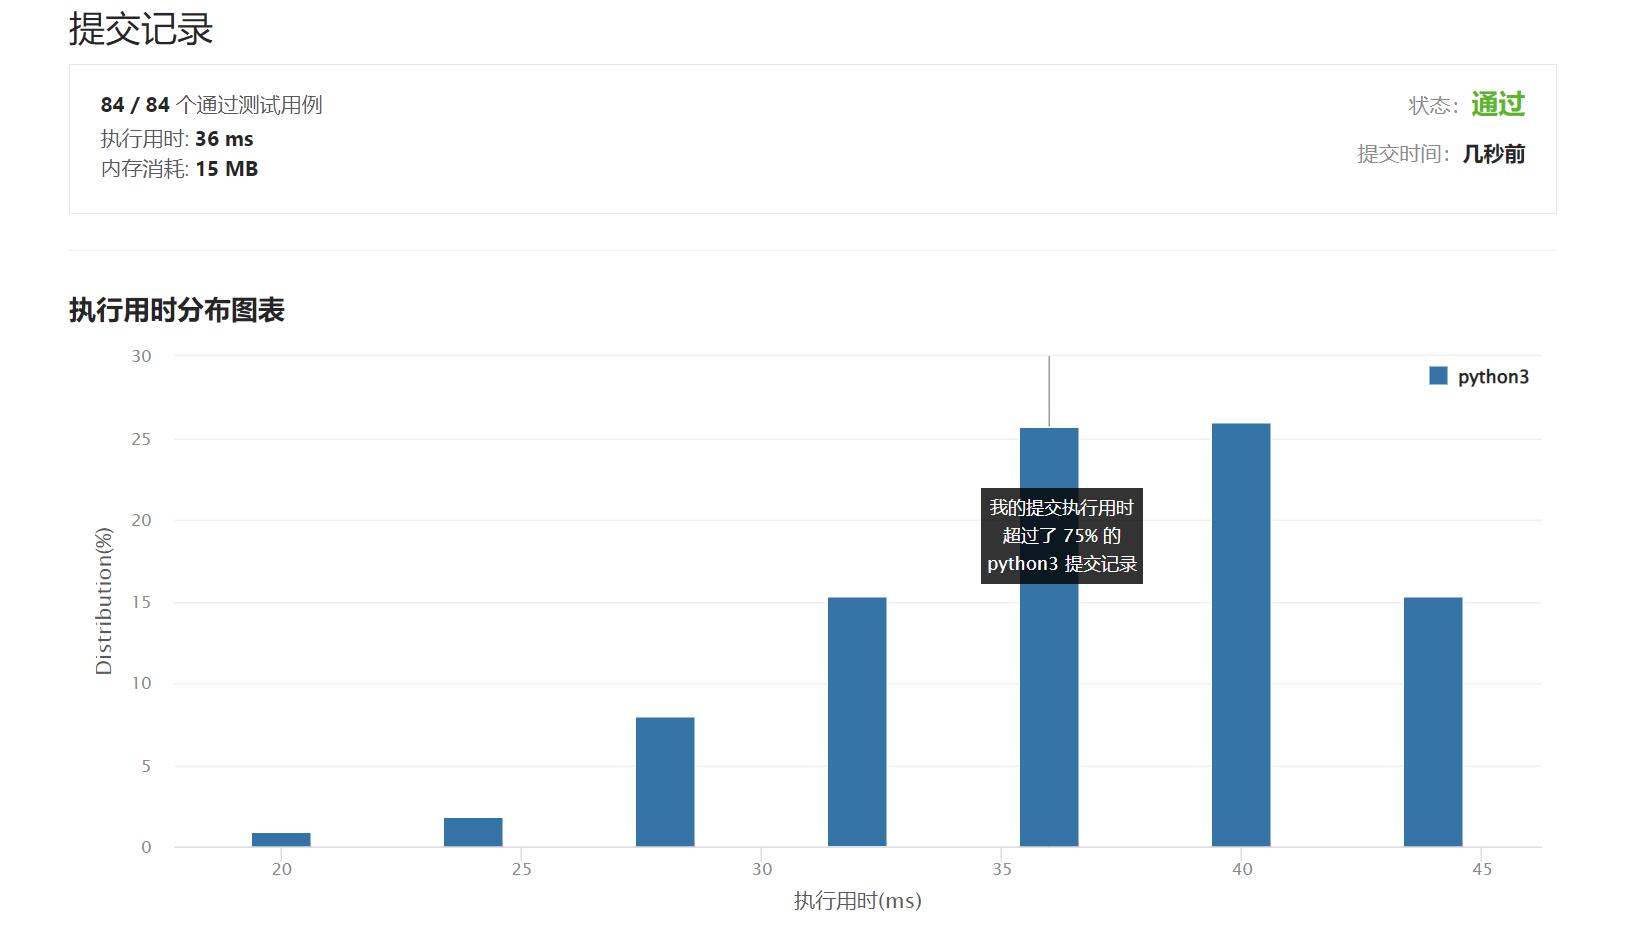 提交记录
84 / 84 个通过测试用例
状态：通过
执行用时: 36 ms
提交时间：几秒前
内存消耗: 15 MB
执行用时分布图表
30
python3
25
我的提交执行用时
20
超过了 75% 的
python3 提交记录
Distribution(%)
15
10
5
0
20 25 30 35 40 45
执行用时(ms)